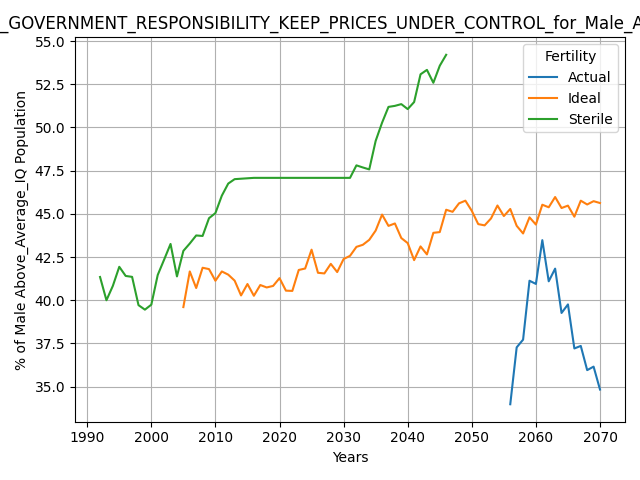 _GOVERNMENT_RESPONSIBILITY_KEEP_PRICES_UNDER_CONTROL_for_Male_A
55.0
52.5
50.0
47.5
45.0
42.5
40.0
37.5
35.0
% of Male Above_Average_IQ Population
Fertility
Actual
Ideal
Sterile
1990 2000 2010 2020 2030 2040 2050 2060 2070
Years